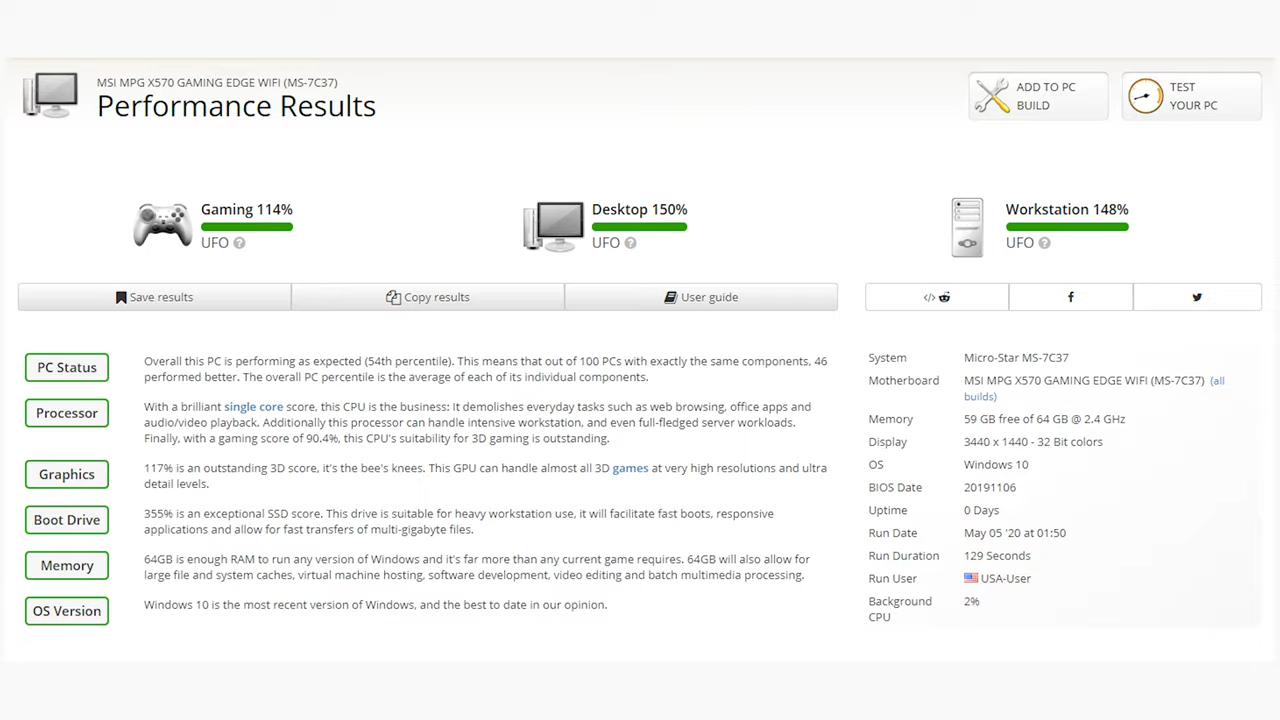 MSI MPG X570 GAMING EDGE WIFI (MS-7C37)
Performance Results
ADD TO PC
BUILD
TEST
YOUR PC
Gaming 114%
UFO ?
Desktop 150%
UFO ?
Workstation 148%
UFO ?
Save results
Copy results
User guide
</>
PC Status
Overall this PC is performing as expected (54th percentile). This means that out of 100 PCs with exactly the same components, 46
performed better. The overall PC percentile is the average of each of its individual components.
Processor
With a brilliant single core score, this CPU is the business: It demolishes everyday tasks such as web browsing, office apps and
audio/video playback. Additionally this processor can handle intensive workstation, and even full-fledged server workloads.
Finally, with a gaming score of 90.4%, this CPU's suitability for 3D gaming is outstanding.
Graphics
117% is an outstanding 3D score, it's the bee's knees. This GPU can handle almost all 3D games at very high resolutions and ultra
detail levels.
Boot Drive
355% is an exceptional SSD score. This drive is suitable for heavy workstation use, it will facilitate fast boots, responsive
applications and allow for fast transfers of multi-gigabyte files.
Memory
64GB is enough RAM to run any version of Windows and it's far more than any current game requires. 64GB will also allow for
large file and system caches, virtual machine hosting, software development, video editing and batch multimedia processing.
OS Version
Windows 10 is the most recent version of Windows, and the best to date in our opinion.
System Micro-Star MS-7C37
Motherboard MSI MPG X570 GAMING EDGE WIFI (MS-7C37) (all
builds)
Memory 59 GB free of 64 GB @ 2.4 GHz
Display 3440 x 1440 - 32 Bit colors
OS Windows 10
BIOS Date 20191106
Uptime 0 Days
Run Date May 05 '20 at 01:50
Run Duration 129 Seconds
Run User USA-User
Background 2%
CPU